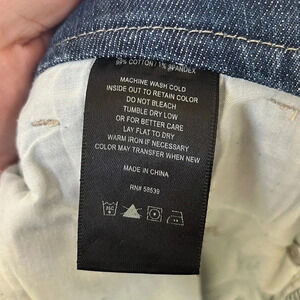 99% COTTON / 1% SPANDEX
MACHINE WASH COLD
INSIDE OUT TO RETAIN COLOR
DO NOT BLEACH
TUMBLE DRY LOW
OR FOR BETTER CARE
LAY FLAT TO DRY
WARM IRON IF NECESSARY
COLOR MAY TRANSFER WHEN NEW
MADE IN CHINA
RN# 58639